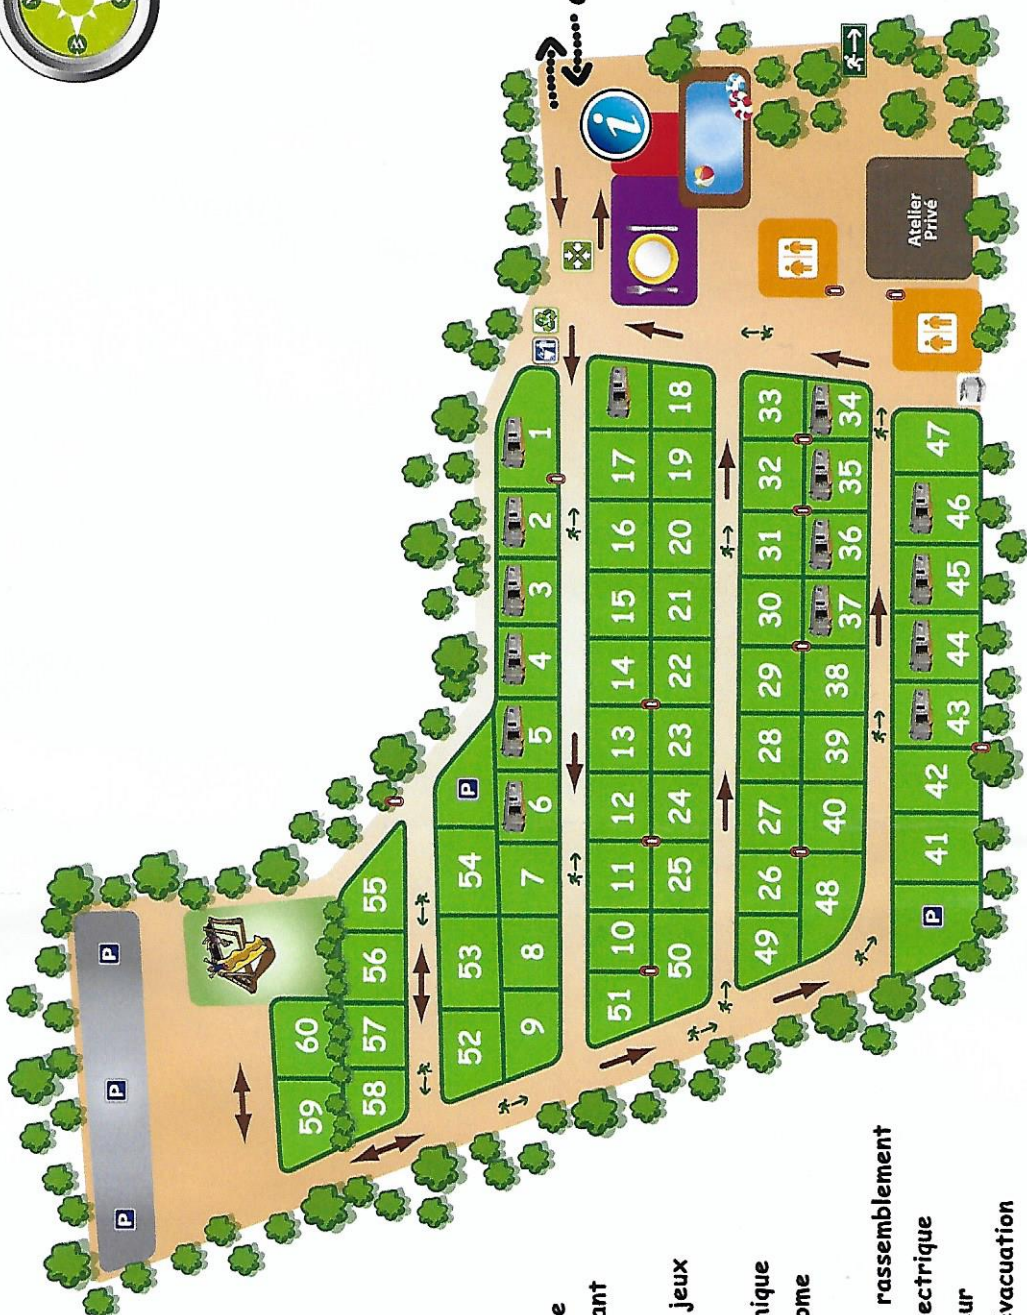 P P P
W
59 60
58 57 56 55
52 53 54 P
9 8 7 6 5 4 3 2 1
51 10 11 12 13 14 15 16 17
i
50 25 24 23 22 21 20 19 18
49 26 27 28 29 30 31 32 33
48 40 39 38 37 36 35 34
P 41 42 43 44 45 46 47
Atelier
Privé
e
ant
jeux
ique
ome
rassemblement
ectrique
ur
vacuation